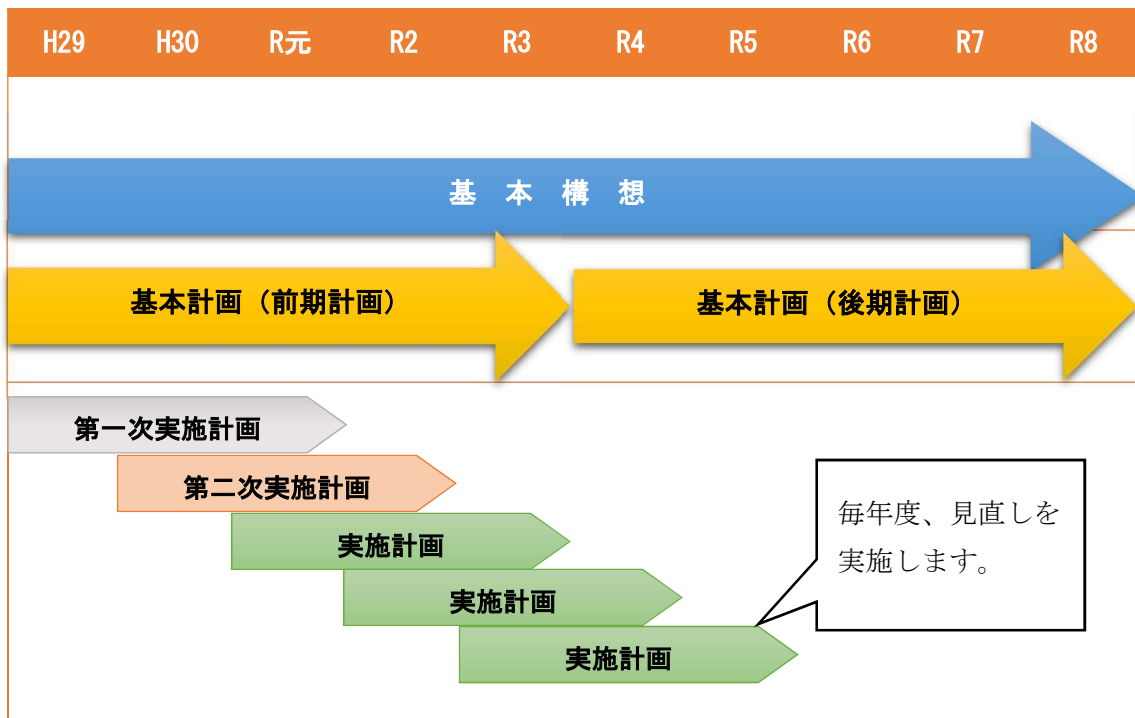 H29 H30 R元 R2 R3 R4 R5 R6 R7 R8
基 本 構 想
基本計画（前期計画） 基本計画（後期計画）
第一次実施計画
第二次実施計画
実施計画
実施計画
実施計画
毎年度、見直しを
実施します。